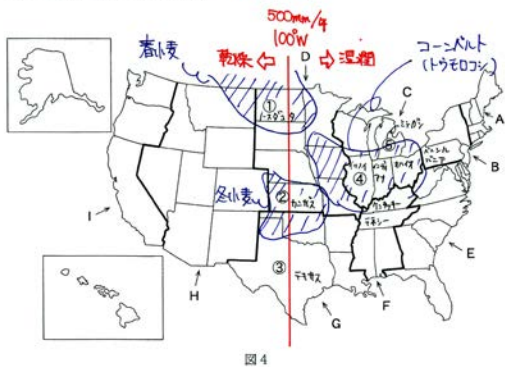 500mm/年
100°W
乾燥 ⇦ ⇨ 湿潤
春小麦
コーンベルト
(トウモロコシ)
D
C
①
ノースダコタ
ミシガン
A
⑤
ペンシルバニア
B
イリノイ
インディアナ
オハイオ
④
I
冬小麦
② カンザス
ケンタッキー
テネシー
③
テキサス
E
H
G
F
図4